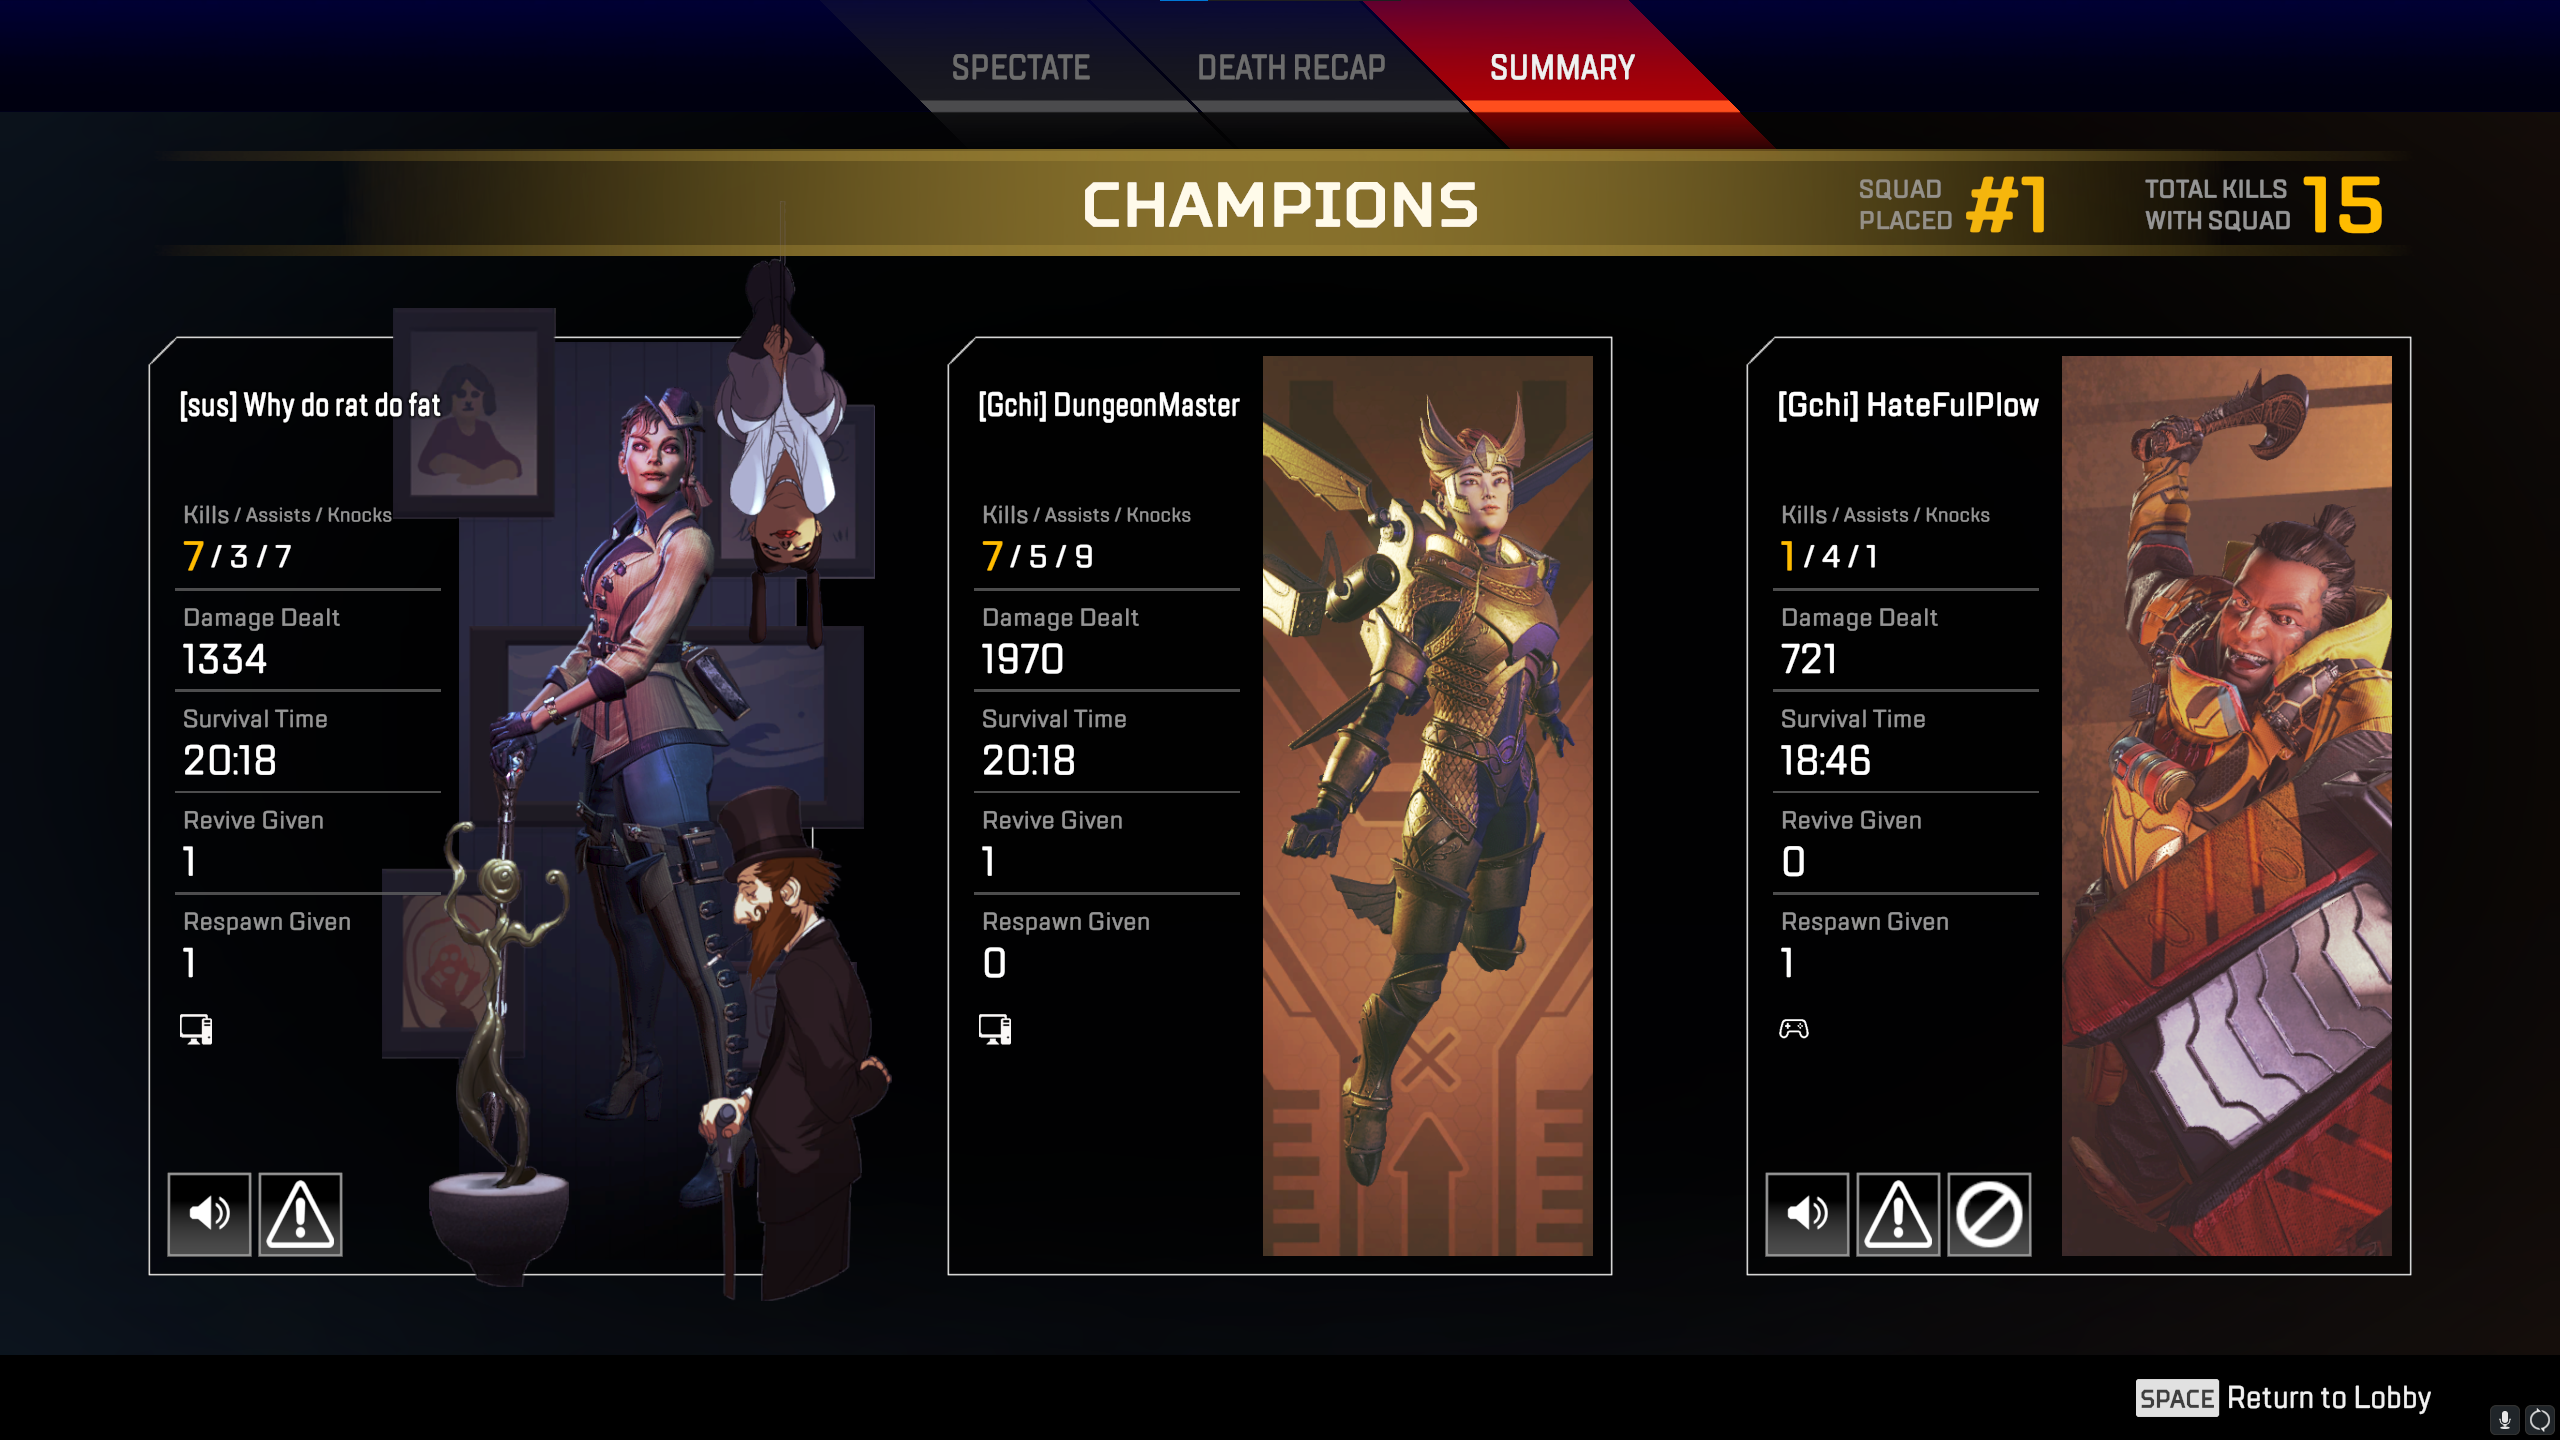 SPECTATE
DEATH RECAP
SUMMARY
CHAMPIONS
SQUAD
PLACED
#1
TOTAL KILLS
WITH SQUAD
15
[sus] Why do rat do fat
Kills / Assists / Knocks
7 / 3 / 7
Damage Dealt
1334
Survival Time
20:18
Revive Given
1
Respawn Given
1
[Gchi] DungeonMaster
Kills / Assists / Knocks
7 / 5 / 9
Damage Dealt
1970
Survival Time
20:18
Revive Given
1
Respawn Given
0
[Gchi] HateFulPlow
Kills / Assists / Knocks
1 / 4 / 1
Damage Dealt
721
Survival Time
18:46
Revive Given
0
Respawn Given
1
SPACE Return to Lobby